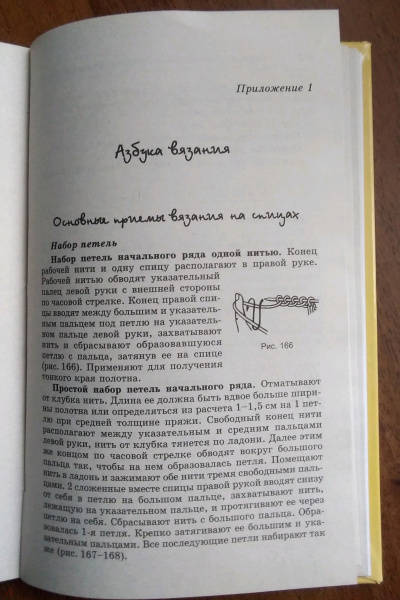 Приложение 1
Азбука вязания
Основные приемы вязания на спицах
Набор петель
Набор петель начального ряда одной нитью. Конец
рабочей нити и одну спицу располагают в правой руке.
Рабочей нитью обводят указательный
палец левой руки с внешней стороны
по часовой стрелке. Конец правой спи-
цы вводят между большим и указатель-
ным пальцем под петлю на указатель-
ном пальце левой руки, захватывают
нить и сбрасывают образовавшуюся
петлю с пальца, затянув ее на спице
(рис. 166). Применяют для получения
тонкого края полотна.
Рис. 166
Простой набор петель начального ряда. Отматывают
от клубка нить. Длина ее должна быть вдвое больше шири-
ны полотна или определяться из расчета 1–1,5 см на 1 пет-
лю при средней толщине пряжи. Свободный конец нити
располагают между указательным и средним пальцами
левой руки, нить от клубка тянется по ладони. Далее этим
же концом по часовой стрелке обводят вокруг большого
пальца так, чтобы на нем образовалась петля. Помещают
нить в ладонь и зажимают обе нити тремя свободными паль-
цами. 2 сложенные вместе спицы правой рукой вводят снизу
от себя в петлю на большом пальце, захватывают нить,
лежащую на указательном пальце, и протягивают ее через
петлю на себя. Сбрасывают нить с большого пальца. Обра-
зовалась 1-я петля. Крепко затягивают ее большим и ука-
зательным пальцами. Все последующие петли набирают так
же (рис. 167–168).